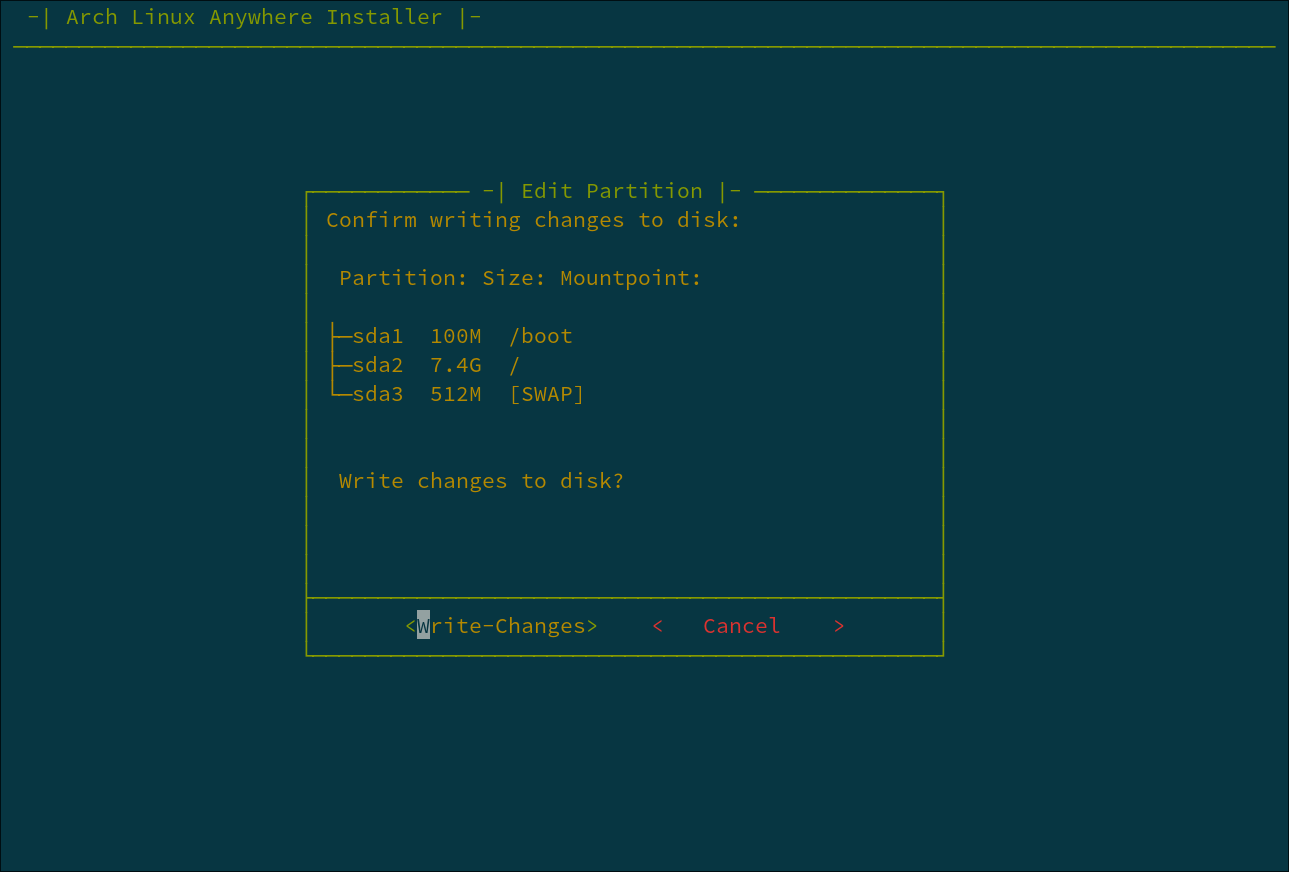 -| Arch Linux Anywhere Installer |-
-| Edit Partition |-
Confirm writing changes to disk:
Partition: Size: Mountpoint:
├─sda1  100M  /boot
├─sda2  7.4G  /
└─sda3  512M  [SWAP]
Write changes to disk?
<Write-Changes>    <   Cancel    >